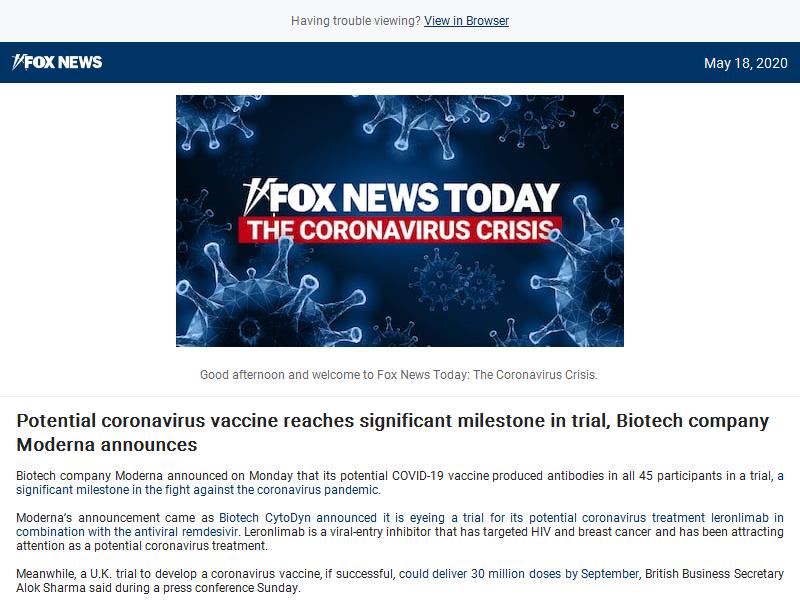 Having trouble viewing? View in Browser
FOX NEWS
May 18, 2020
FOX NEWS TODAY
THE CORONAVIRUS CRISIS
Good afternoon and welcome to Fox News Today: The Coronavirus Crisis.
Potential coronavirus vaccine reaches significant milestone in trial, Biotech company
Moderna announces
Biotech company Moderna announced on Monday that its potential COVID-19 vaccine produced antibodies in all 45 participants in a trial, a
significant milestone in the fight against the coronavirus pandemic.
Moderna's announcement came as Biotech CytoDyn announced it is eyeing a trial for its potential coronavirus treatment leronlimab in
combination with the antiviral remdesivir. Leronlimab is a viral-entry inhibitor that has targeted HIV and breast cancer and has been attracting
attention as a potential coronavirus treatment.
Meanwhile, a U.K. trial to develop a coronavirus vaccine, if successful, could deliver 30 million doses by September, British Business Secretary
Alok Sharma said during a press conference Sunday.